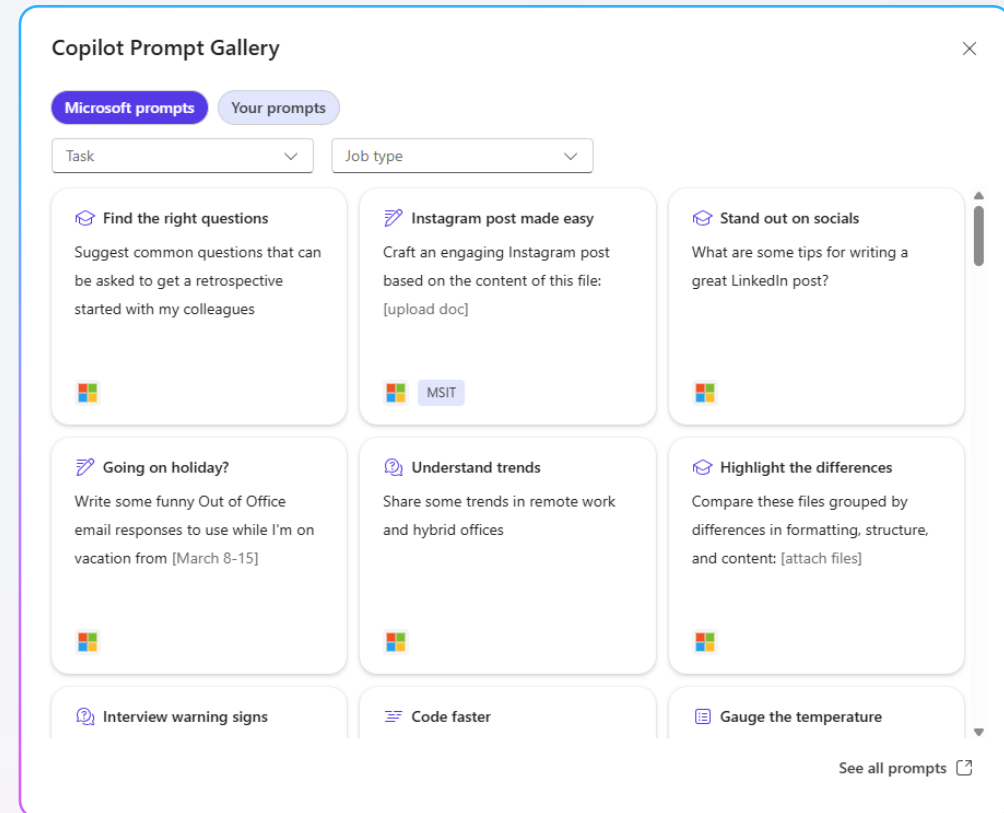 Copilot Prompt Gallery
Microsoft prompts
Your prompts
Task
Job type
Find the right questions
Suggest common questions that can
be asked to get a retrospective
started with my colleagues
Instagram post made easy
Craft an engaging Instagram post
based on the content of this file:
[upload doc]
MSIT
Stand out on socials
What are some tips for writing a
great LinkedIn post?
Going on holiday?
Write some funny Out of Office
email responses to use while I'm on
vacation from [March 8-15]
Understand trends
Share some trends in remote work
and hybrid offices
Highlight the differences
Compare these files grouped by
differences in formatting, structure,
and content: [attach files]
Interview warning signs
Code faster
Gauge the temperature
See all prompts